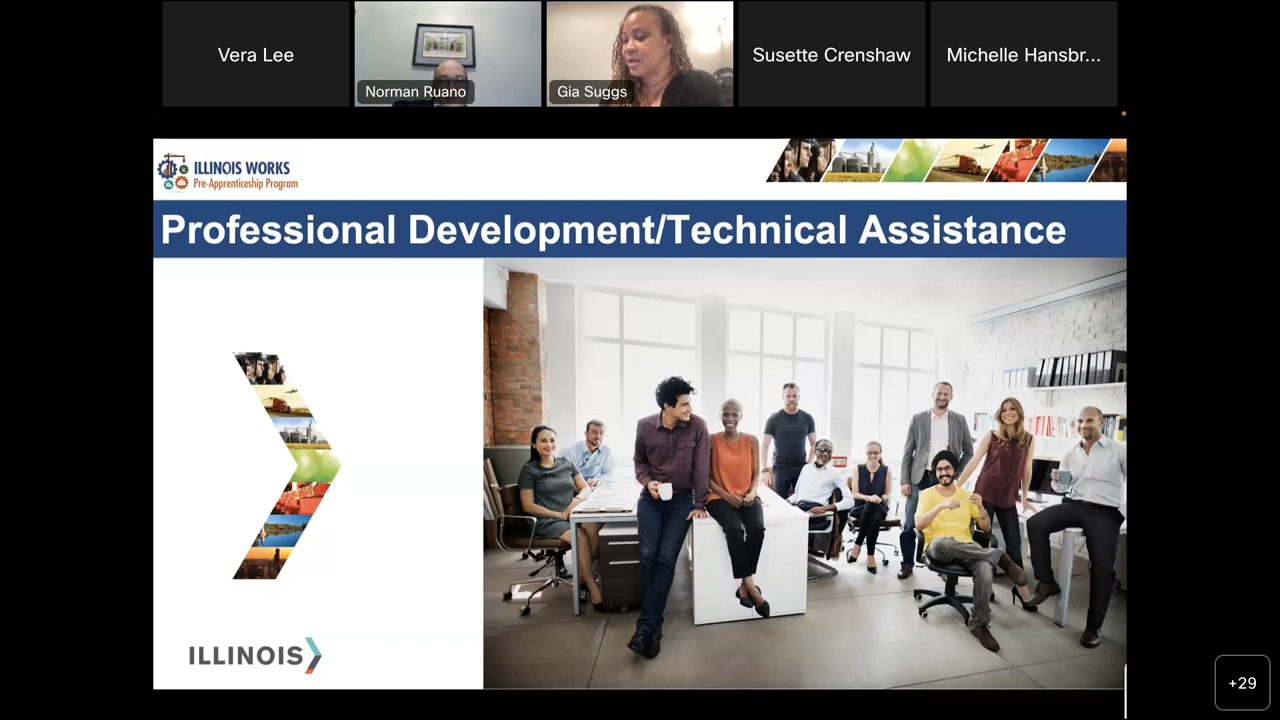 Vera Lee
Norman Ruano
Gia Suggs
Susette Crenshaw
Michelle Hansbr...
ILLINOIS WORKS
Pre-Apprenticeship Program
Professional Development/Technical Assistance
ILLINOIS
+29